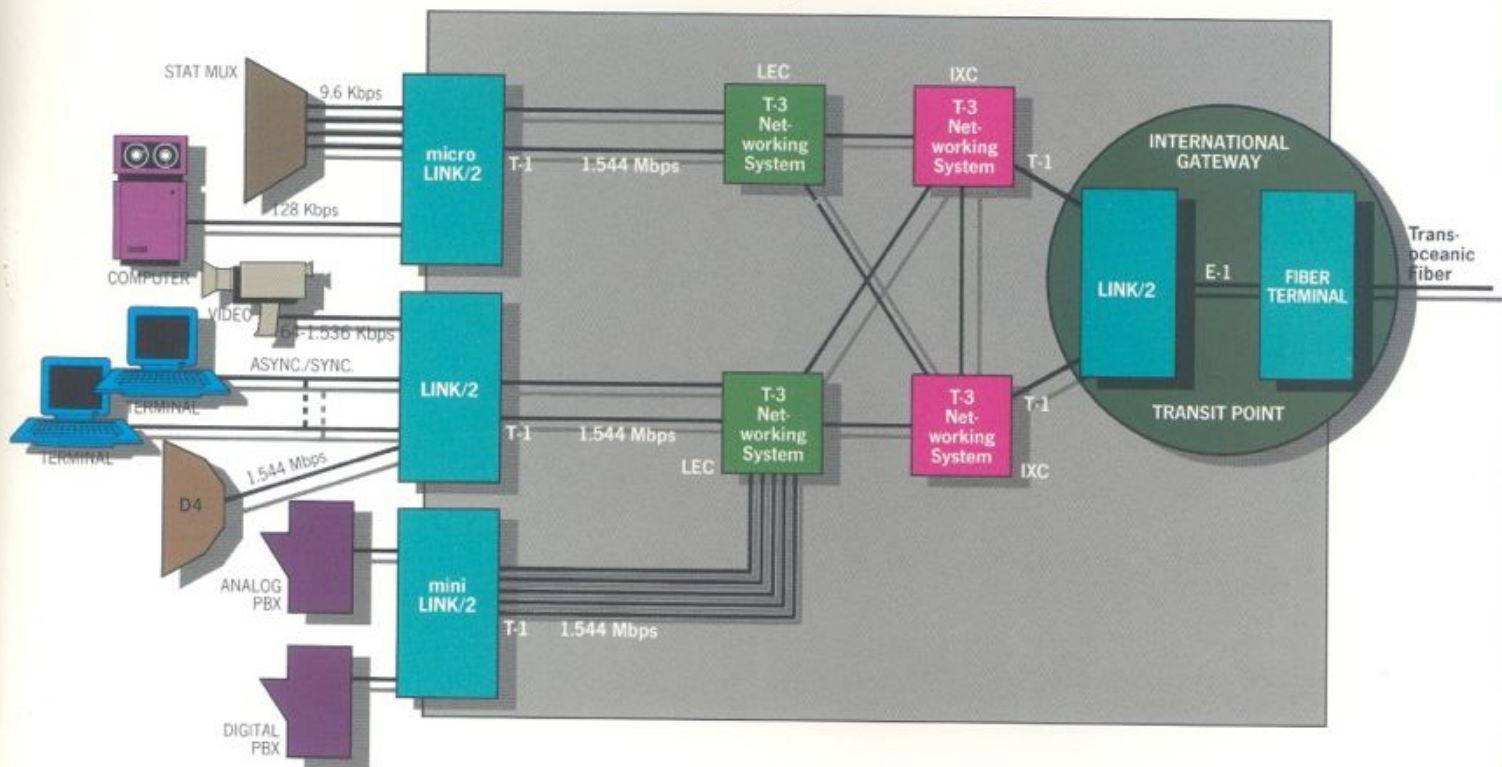 STAT MUX
9.6 Kbps
128 Kbps
COMPUTER
VIDEO
64-1.536 Kbps
ASYNC./SYNC.
TERMINAL
TERMINAL
1.544 Mbps
D4
ANALOG
PBX
DIGITAL
PBX
micro
LINK/2
T-1
1.544 Mbps
LINK/2
T-1
1.544 Mbps
mini
LINK/2
T-1
1.544 Mbps
LEC
T-3
Net-
working
System
IXC
T-3
Net-
working
System
T-3
Net-
working
System
LEC
T-3
Net-
working
System
IXC
T-1
T-1
INTERNATIONAL
GATEWAY
LINK/2
E-1
FIBER
TERMINAL
TRANSIT POINT
Trans-
oceanic
Fiber